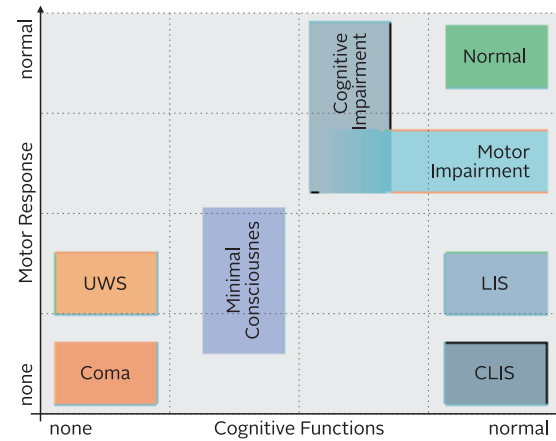 normal
Motor Response
none
Cognitive
Impairment
Normal
Motor
Impairment
Minimal
Consciousnes
UWS
LIS
Coma
CLIS
none
Cognitive Functions
normal